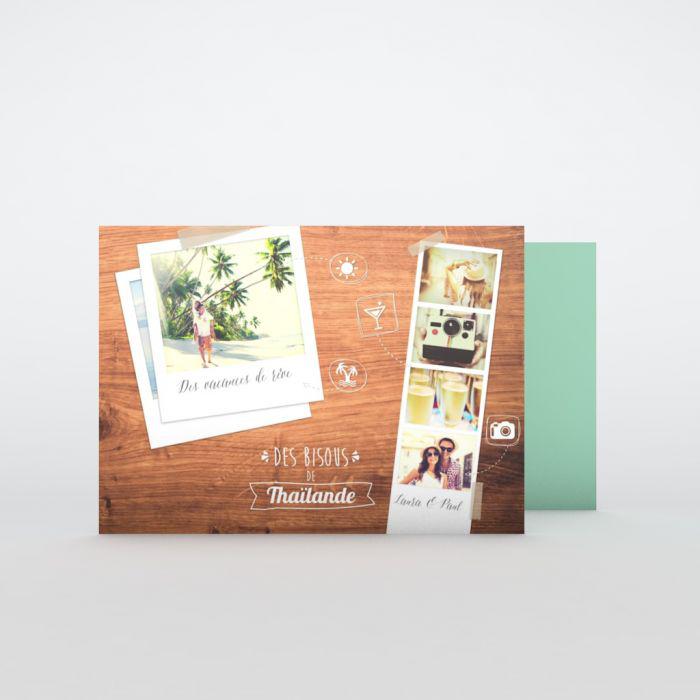 Des vacances de rêve
DES BISOUS
DE
Thaïlande
Laura & Paul